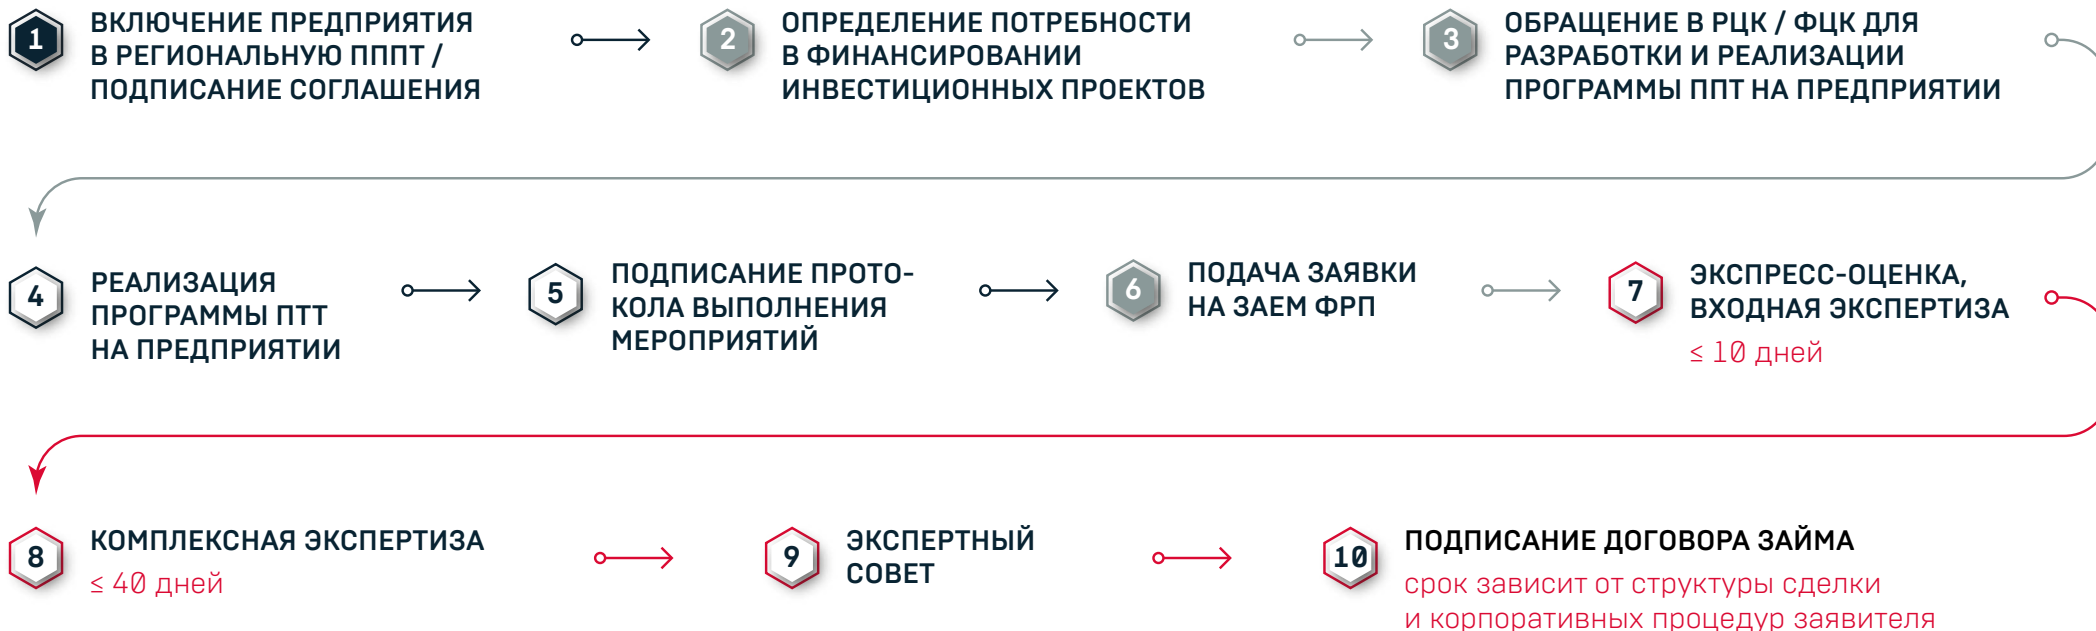 1
ВКЛЮЧЕНИЕ ПРЕДПРИЯТИЯ
В РЕГИОНАЛЬНУЮ ПППТ /
ПОДПИСАНИЕ СОГЛАШЕНИЯ
2
ОПРЕДЕЛЕНИЕ ПОТРЕБНОСТИ
В ФИНАНСИРОВАНИИ
ИНВЕСТИЦИОННЫХ ПРОЕКТОВ
3
ОБРАЩЕНИЕ В РЦК / ФЦК ДЛЯ
РАЗРАБОТКИ И РЕАЛИЗАЦИИ
ПРОГРАММЫ ППТ НА ПРЕДПРИЯТИИ
4
РЕАЛИЗАЦИЯ
ПРОГРАММЫ ПТТ
НА ПРЕДПРИЯТИИ
5
ПОДПИСАНИЕ ПРОТО-
КОЛА ВЫПОЛНЕНИЯ
МЕРОПРИЯТИЙ
6
ПОДАЧА ЗАЯВКИ
НА ЗАЕМ ФРП
7
ЭКСПРЕСС-ОЦЕНКА,
ВХОДНАЯ ЭКСПЕРТИЗА
≤ 10 дней
8
КОМПЛЕКСНАЯ ЭКСПЕРТИЗА
≤ 40 дней
9
ЭКСПЕРТНЫЙ
СОВЕТ
10
ПОДПИСАНИЕ ДОГОВОРА ЗАЙМА
срок зависит от структуры сделки
и корпоративных процедур заявителя